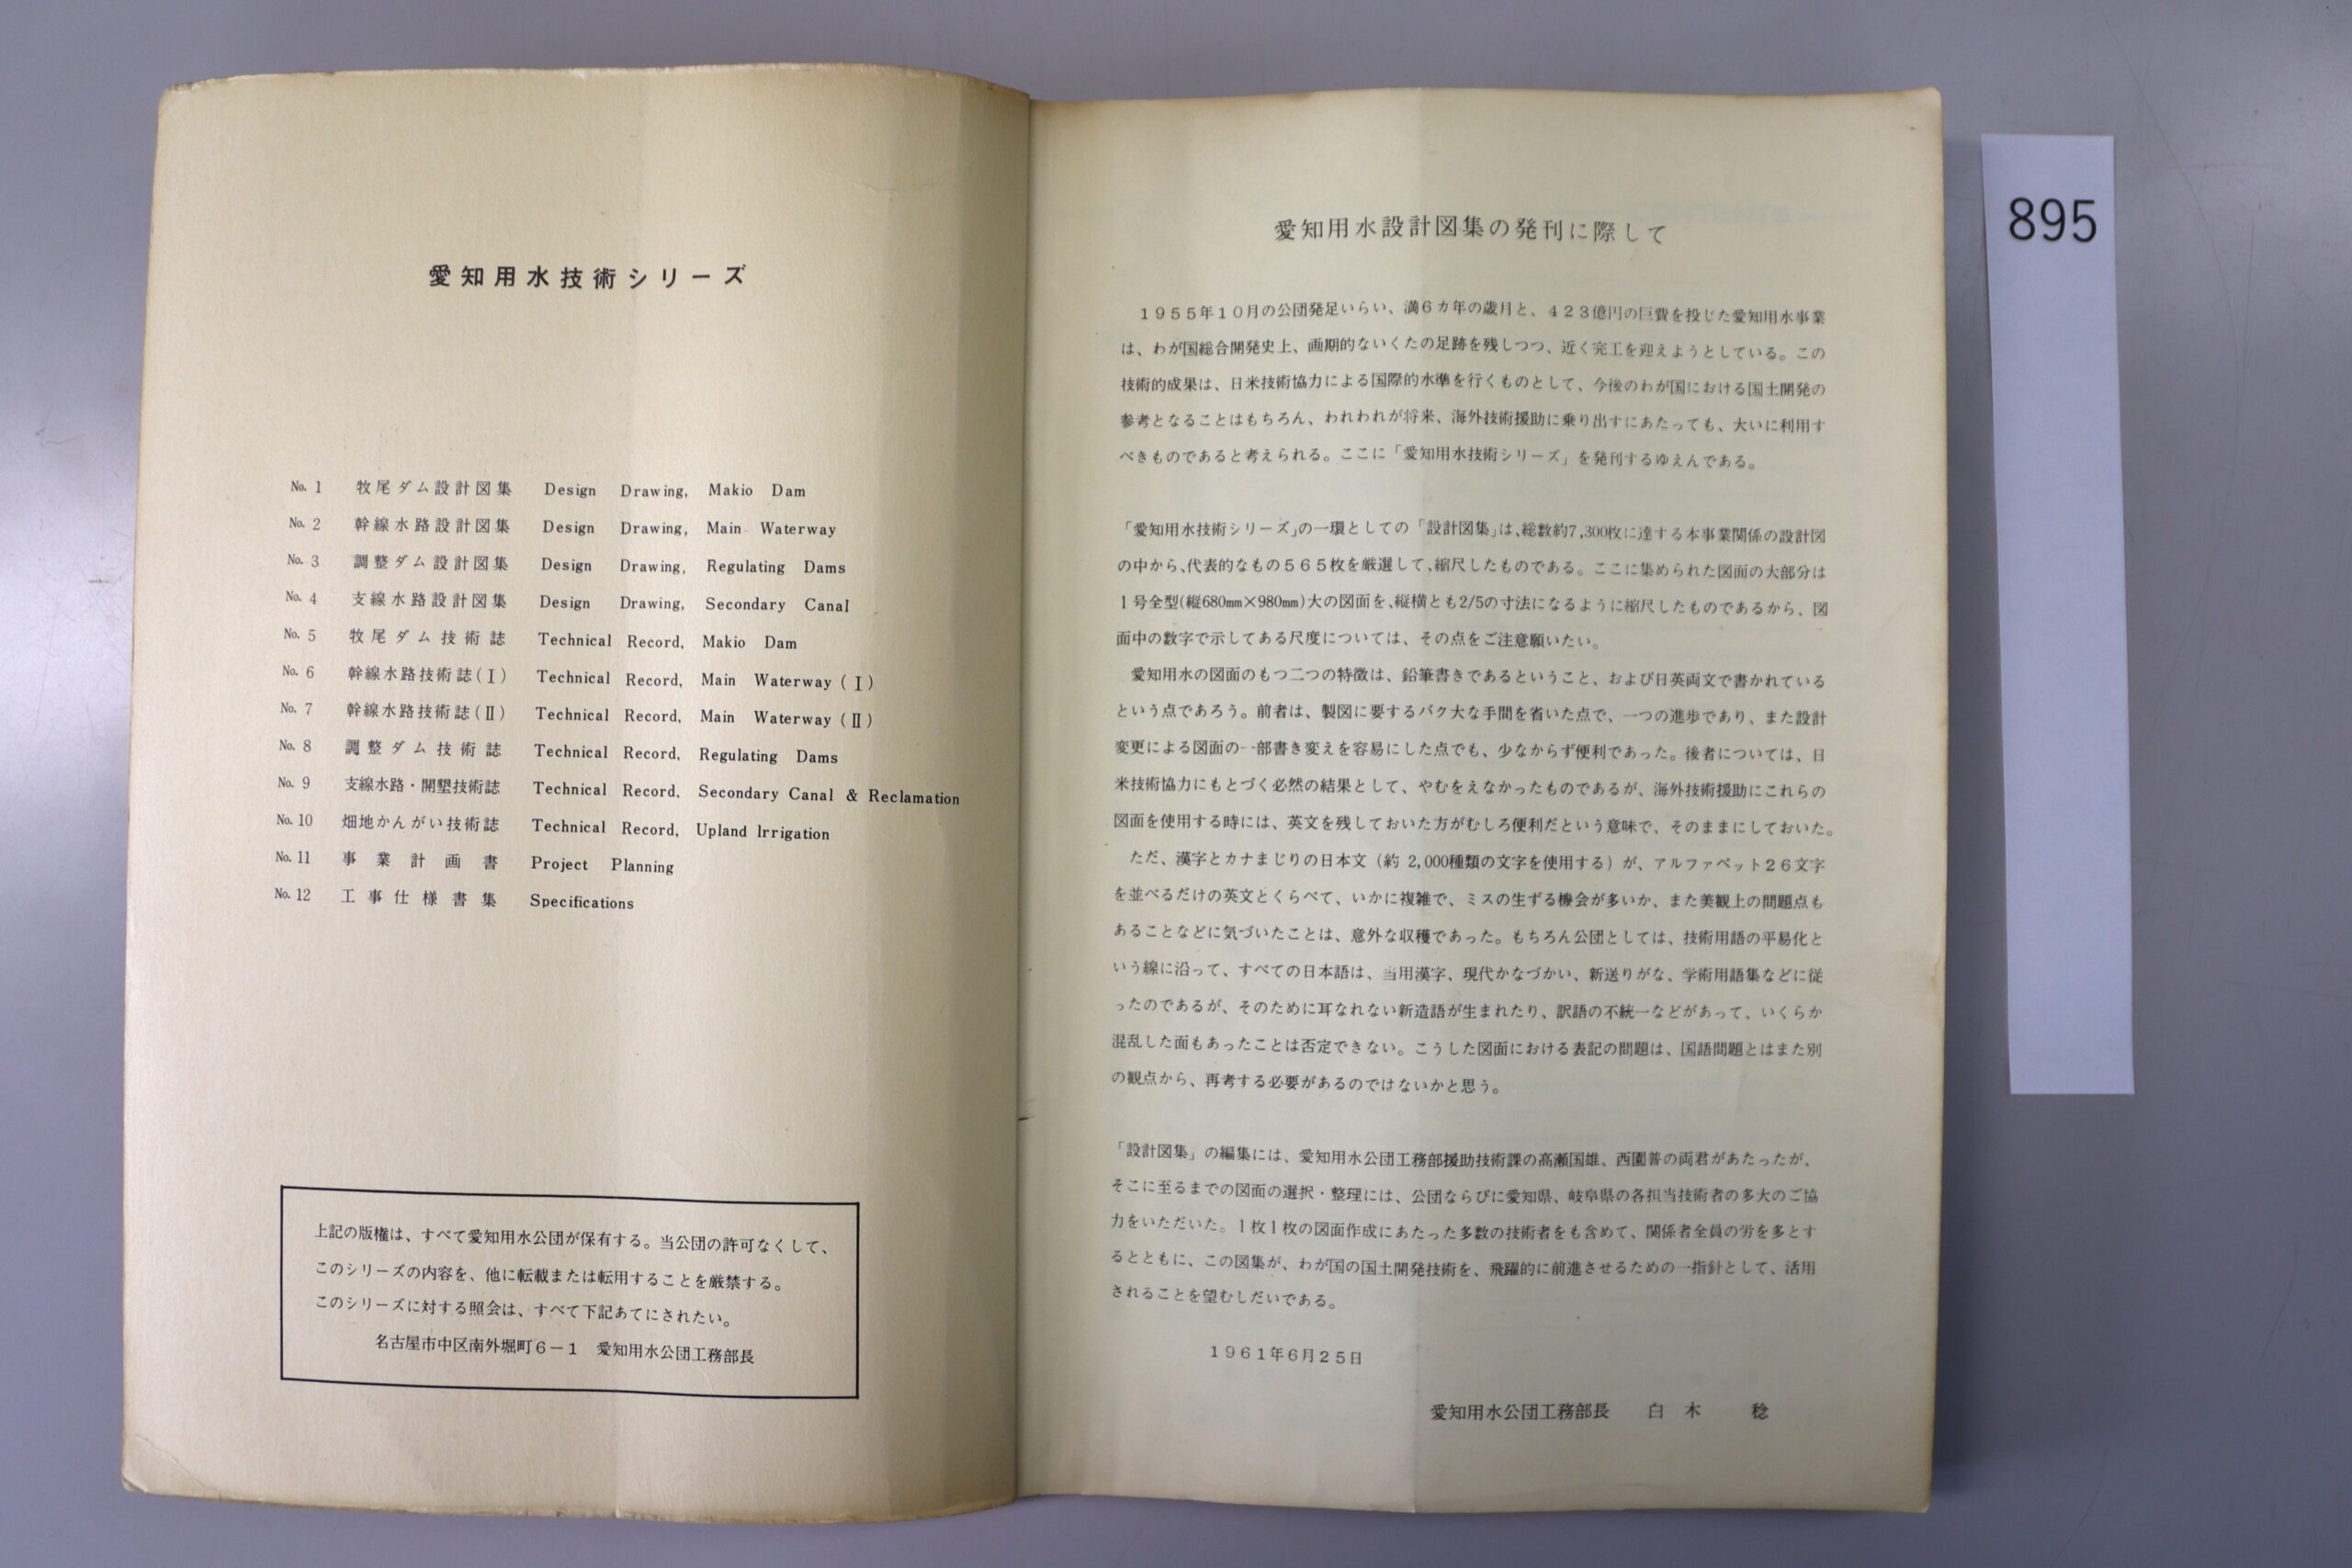 愛知用水技術シリーズ
No. 1 牧尾ダム設計図集 Design Drawing, Makio Dam
No. 2 幹線水路設計図集 Design Drawing, Main Waterway
No. 3 調整ダム設計図集 Design Drawing, Regulating Dams
No. 4 支線水路設計図集 Design Drawing, Secondary Canal
No. 5 牧尾ダム技術誌 Technical Record, Makio Dam
No. 6 幹線水路技術誌(Ⅰ) Technical Record, Main Waterway (Ⅰ)
No. 7 幹線水路技術誌(Ⅱ) Technical Record, Main Waterway (Ⅱ)
No. 8 調整ダム技術誌 Technical Record, Regulating Dams
No. 9 支線水路・開墾技術誌 Technical Record, Secondary Canal & Reclamation
No. 10 畑地かんがい技術誌 Technical Record, Upland Irrigation
No. 11 事業計画書 Project Planning
No. 12 工事仕様書集 Specifications
上記の版権は、すべて愛知用水公団が保有する。当公団の許可なくして、
このシリーズの内容を、他に転載または転用することを厳禁する。
このシリーズに対する照会は、すべて下記あてにされたい。
名古屋市中区南外堀町6－1 愛知用水公団工務部長
愛知用水設計図集の発刊に際して
1955年10月の公団発足いらい、満6カ年の歳月と、423億円の巨費を投じた愛知用水事業
は、わが国総合開発史上、画期的ないくたの足跡を残しつつ、近く完工を迎えようとしている。この
技術的成果は、日米技術協力による国際的水準を行くものとして、今後のわが国における国土開発の
参考となることはもちろん、われわれが将来、海外技術援助に乗り出すにあたっても、大いに利用す
べきものであると考えられる。ここに「愛知用水技術シリーズ」を発刊するゆえんである。
「愛知用水技術シリーズ」の一環としての「設計図集」は、総数約7,300枚に達する本事業関係の設計図
の中から、代表的なもの565枚を厳選して、縮尺したものである。ここに集められた図面の大部分は
1号全型(縦680㎜×980㎜)大の図面を、縦横とも2/5の寸法になるように縮尺したものであるから、図
面中の数字で示してある尺度については、その点をご注意願いたい。
愛知用水の図面のもつ二つの特徴は、鉛筆書きであるということ、および日英両文で書かれている
という点であろう。前者は、製図に要するバク大な手間を省いた点で、一つの進歩であり、また設計
変更による図面の一部書き変えを容易にした点でも、少なからず便利であった。後者については、日
米技術協力にもとづく必然の結果として、やむをえなかったものであるが、海外技術援助にこれらの
図面を使用する時には、英文を残しておいた方がむしろ便利だという意味で、そのままにしておいた。
ただ、漢字とカナまじりの日本文（約 2,000種類の文字を使用する）が、アルファベット26文字
を並べるだけの英文とくらべて、いかに複雑で、ミスの生ずる機会が多いか、また美観上の問題点も
あることなどに気づいたことは、意外な収穫であった。もちろん公団としては、技術用語の平易化と
いう線に沿って、すべての日本語は、当用漢字、現代かなづかい、新送りがな、学術用語集などに従
ったのであるが、そのために耳なれない新造語が生まれたり、訳語の不統一などがあって、いくらか
混乱した面もあったことは否定できない。こうした図面における表記の問題は、国語問題とはまた別
の観点から、再考する必要があるのではないかと思う。
「設計図集」の編集には、愛知用水公団工務部援助技術課の高瀬国雄、西園普の両君があたったが、
そこに至るまでの図面の選択・整理には、公団ならびに愛知県、岐阜県の各担当技術者の多大のご協
力をいただいた。1枚1枚の図面作成にあたった多数の技術者をも含めて、関係者全員の労を多とす
るとともに、この図集が、わが国の国土開発技術を、飛躍的に前進させるための一指針として、活用
されることを望むしだいである。
1961年6月25日
愛知用水公団工務部長 白木 稔
895